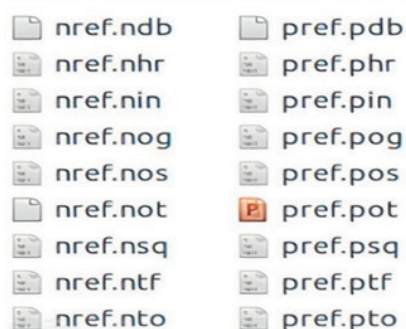 nref.ndb pref.pdb
nref.nhr pref.phr
nref.nin pref.pin
nref.nog pref.pog
nref.nos pref.pos
nref.not pref.pot
nref.nsq pref.psq
nref.ntf pref.ptf
nref.nto pref.pto